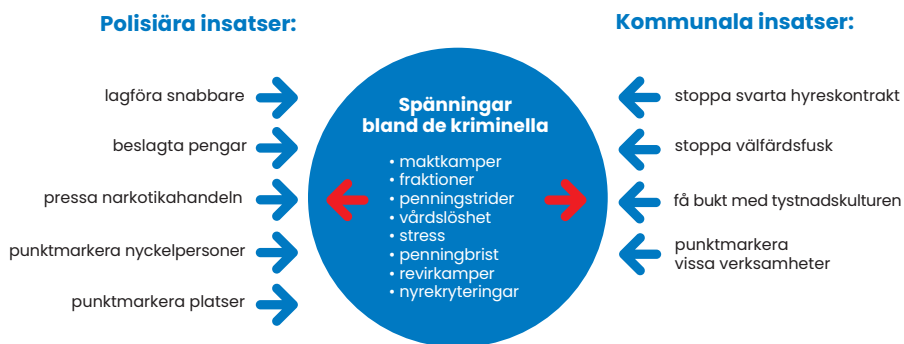 Polisiära insatser:
lagföra snabbare
beslagta pengar
pressa narkotikahandeln
punktmarkera nyckelpersoner
punktmarkera platser
Spänningar
bland de kriminella
• maktkamper
• fraktioner
• penningstrider
• vårdslöshet
• stress
• penningbrist
• revirkamper
• nyrekryteringar
Kommunala insatser:
stoppa svarta hyreskontrakt
stoppa välfärdsfusk
få bukt med tystnadskulturen
punktmarkera
vissa verksamheter